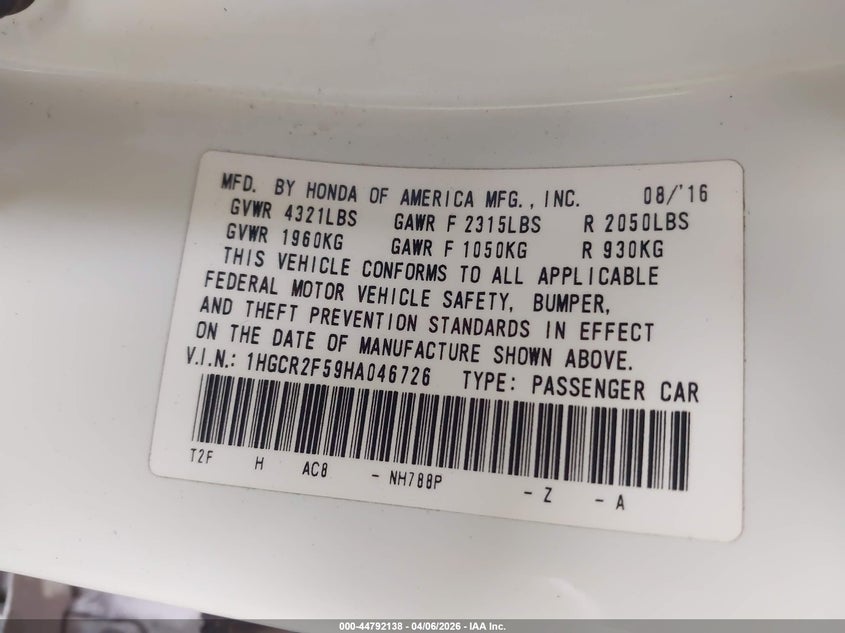 MFD. BY HONDA OF AMERICA MFG., INC. 08/'16
GVWR 4321LBS GAWR F 2315LBS R 2050LBS
GVWR 1960KG GAWR F 1050KG R 930KG
THIS VEHICLE CONFORMS TO ALL APPLICABLE
FEDERAL MOTOR VEHICLE SAFETY, BUMPER,
AND THEFT PREVENTION STANDARDS IN EFFECT
ON THE DATE OF MANUFACTURE SHOWN ABOVE.
V.I.N.: 1HGCR2F59HA046726 TYPE: PASSENGER CAR
T2F H AC8 - NH788P - Z - A
000-44792138 - 04/06/2026 - IAA Inc.